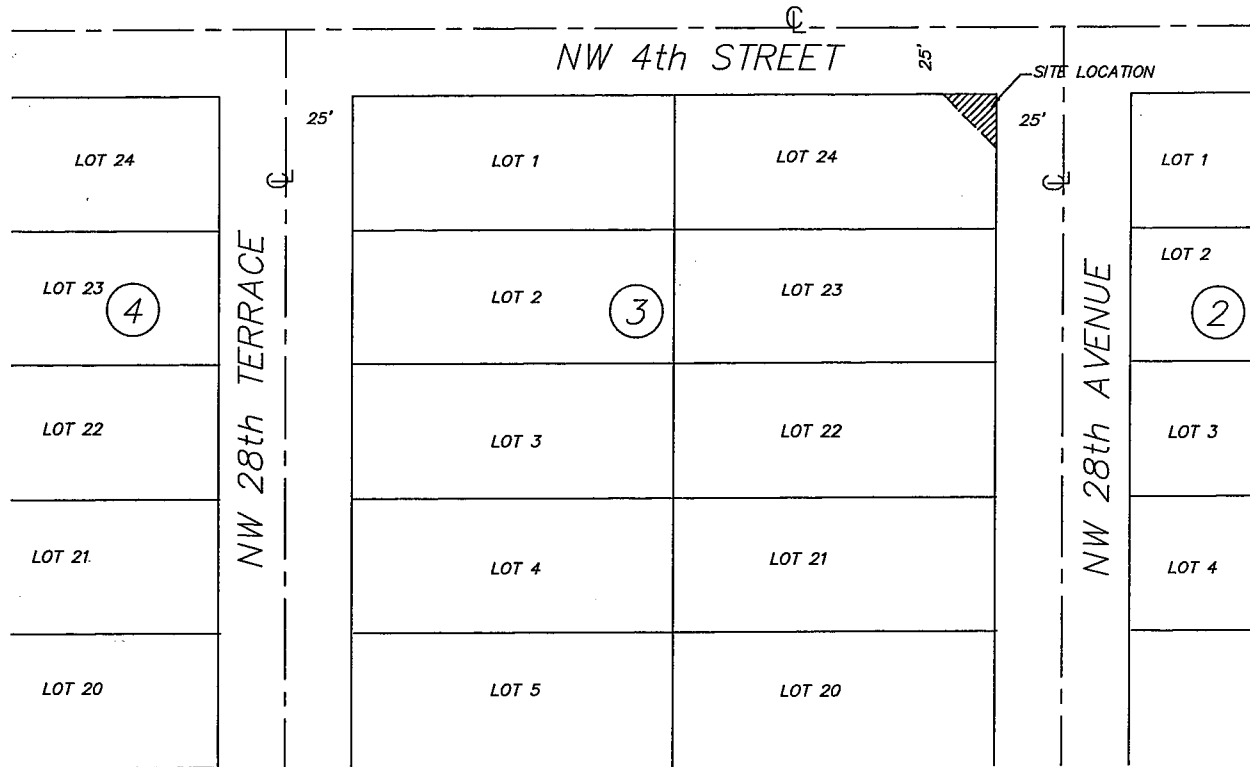 ℄
NW 4th STREET
25'
SITE LOCATION
25'
25'
LOT 24
LOT 1
LOT 24
LOT 1
℄
℄
NW 28th TERRACE
NW 28th AVENUE
LOT 23
4
LOT 2
3
LOT 23
LOT 2
2
LOT 22
LOT 3
LOT 22
LOT 3
LOT 21
LOT 4
LOT 21
LOT 4
LOT 20
LOT 5
LOT 20